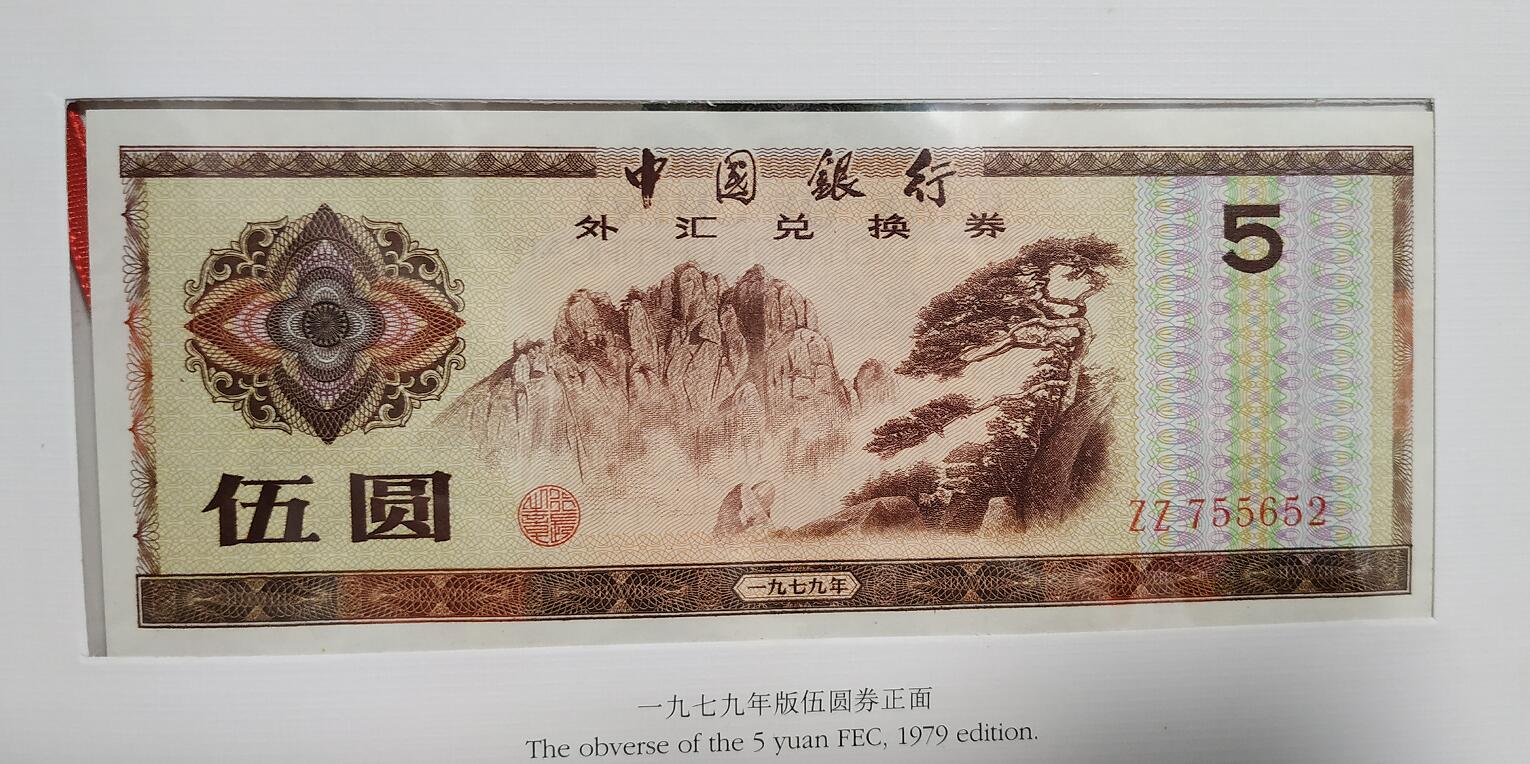 中国銀行
外汇兑换券
5
伍圆
ZZ 755652
一九七九年
一九七九年版伍圆券正面
The obverse of the 5 yuan FEC, 1979 edition.